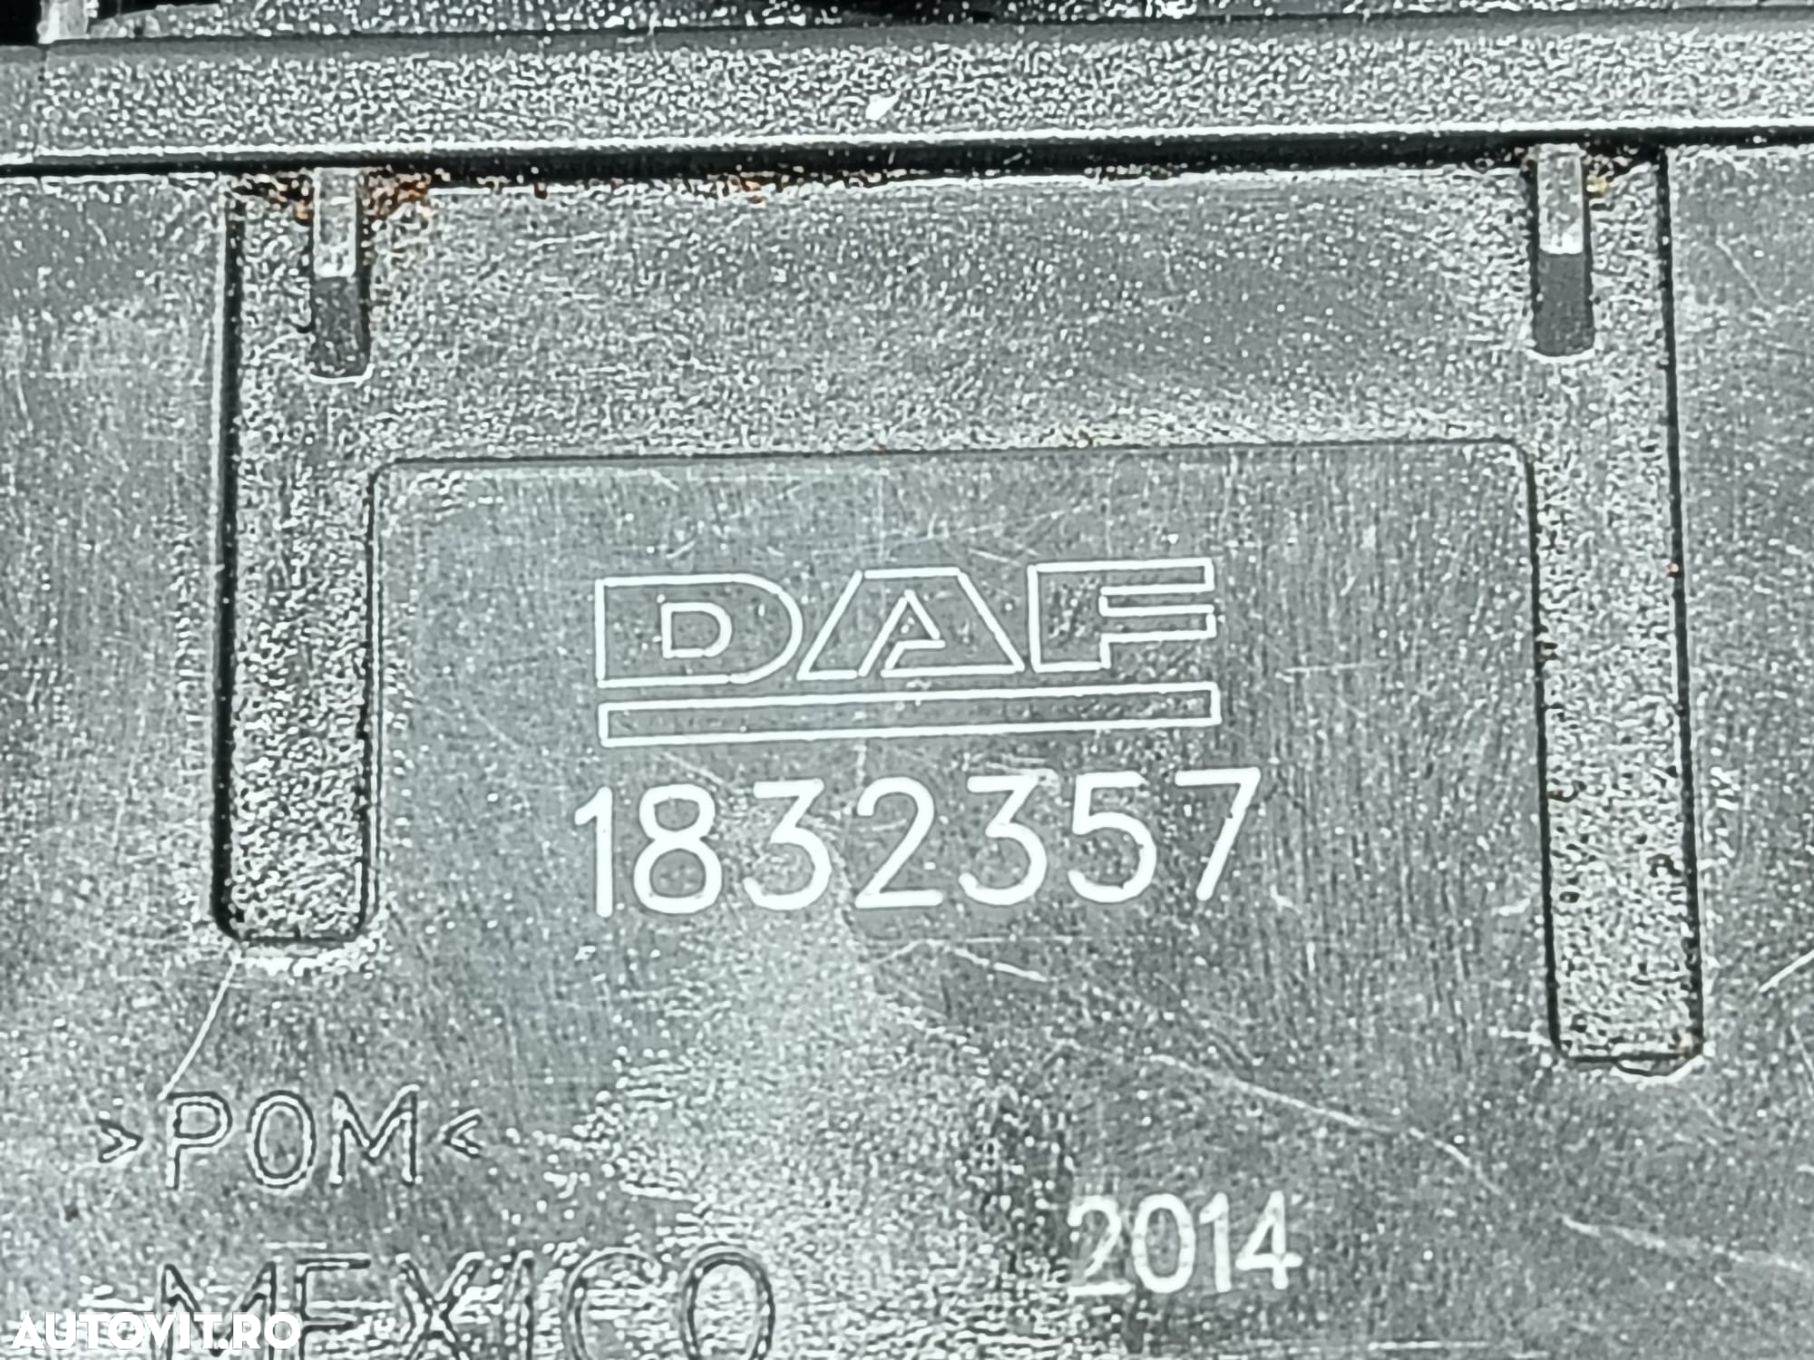 DAF
1832357
>POM<
2014
MEXICO
AUTOVIT.RO